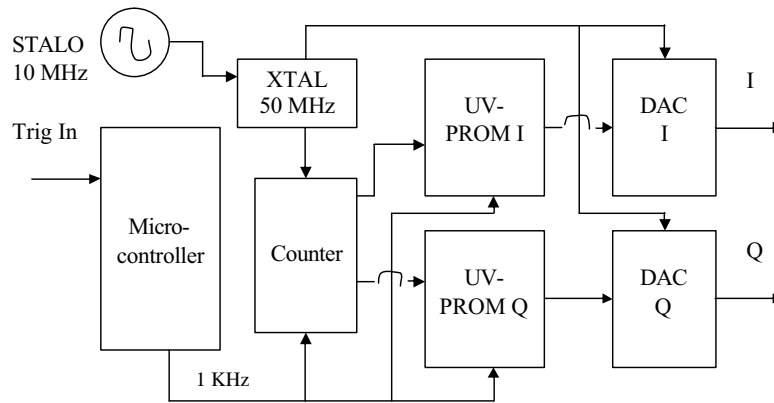 STALO
10 MHz
XTAL
50 MHz
UV-
PROM I
DAC
I
I
Trig In
Micro-
controller
Counter
UV-
PROM Q
DAC
Q
Q
1 KHz